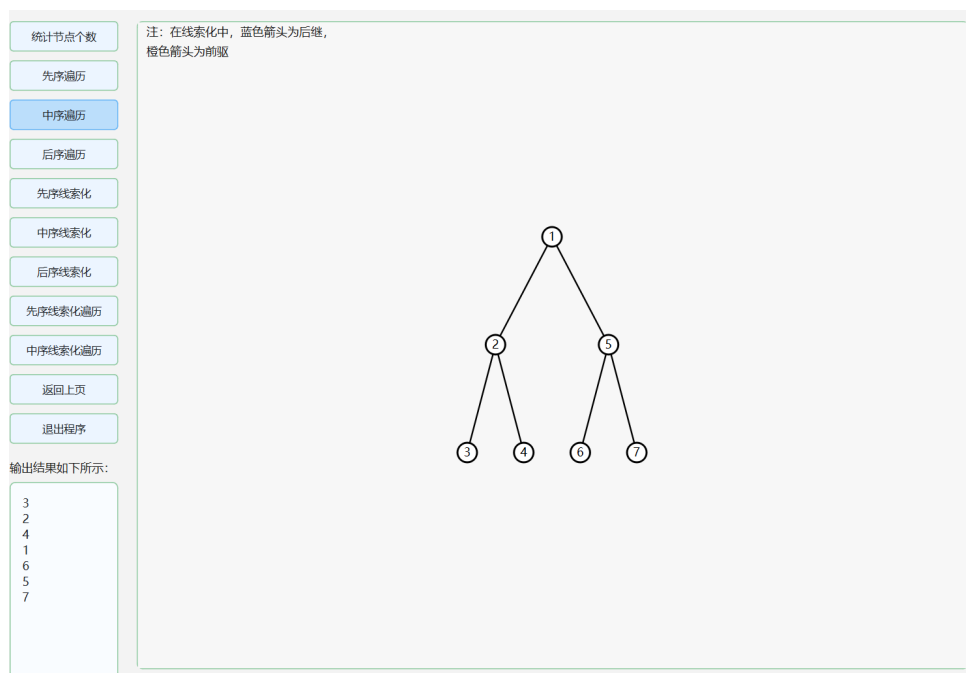 统计节点个数
先序遍历
中序遍历
后序遍历
先序线索化
中序线索化
后序线索化
先序线索化遍历
中序线索化遍历
返回上页
退出程序
输出结果如下所示：
3
2
4
1
6
5
7
注：在线索化中，蓝色箭头为后继，
橙色箭头为前驱
1
2
5
3
4
6
7